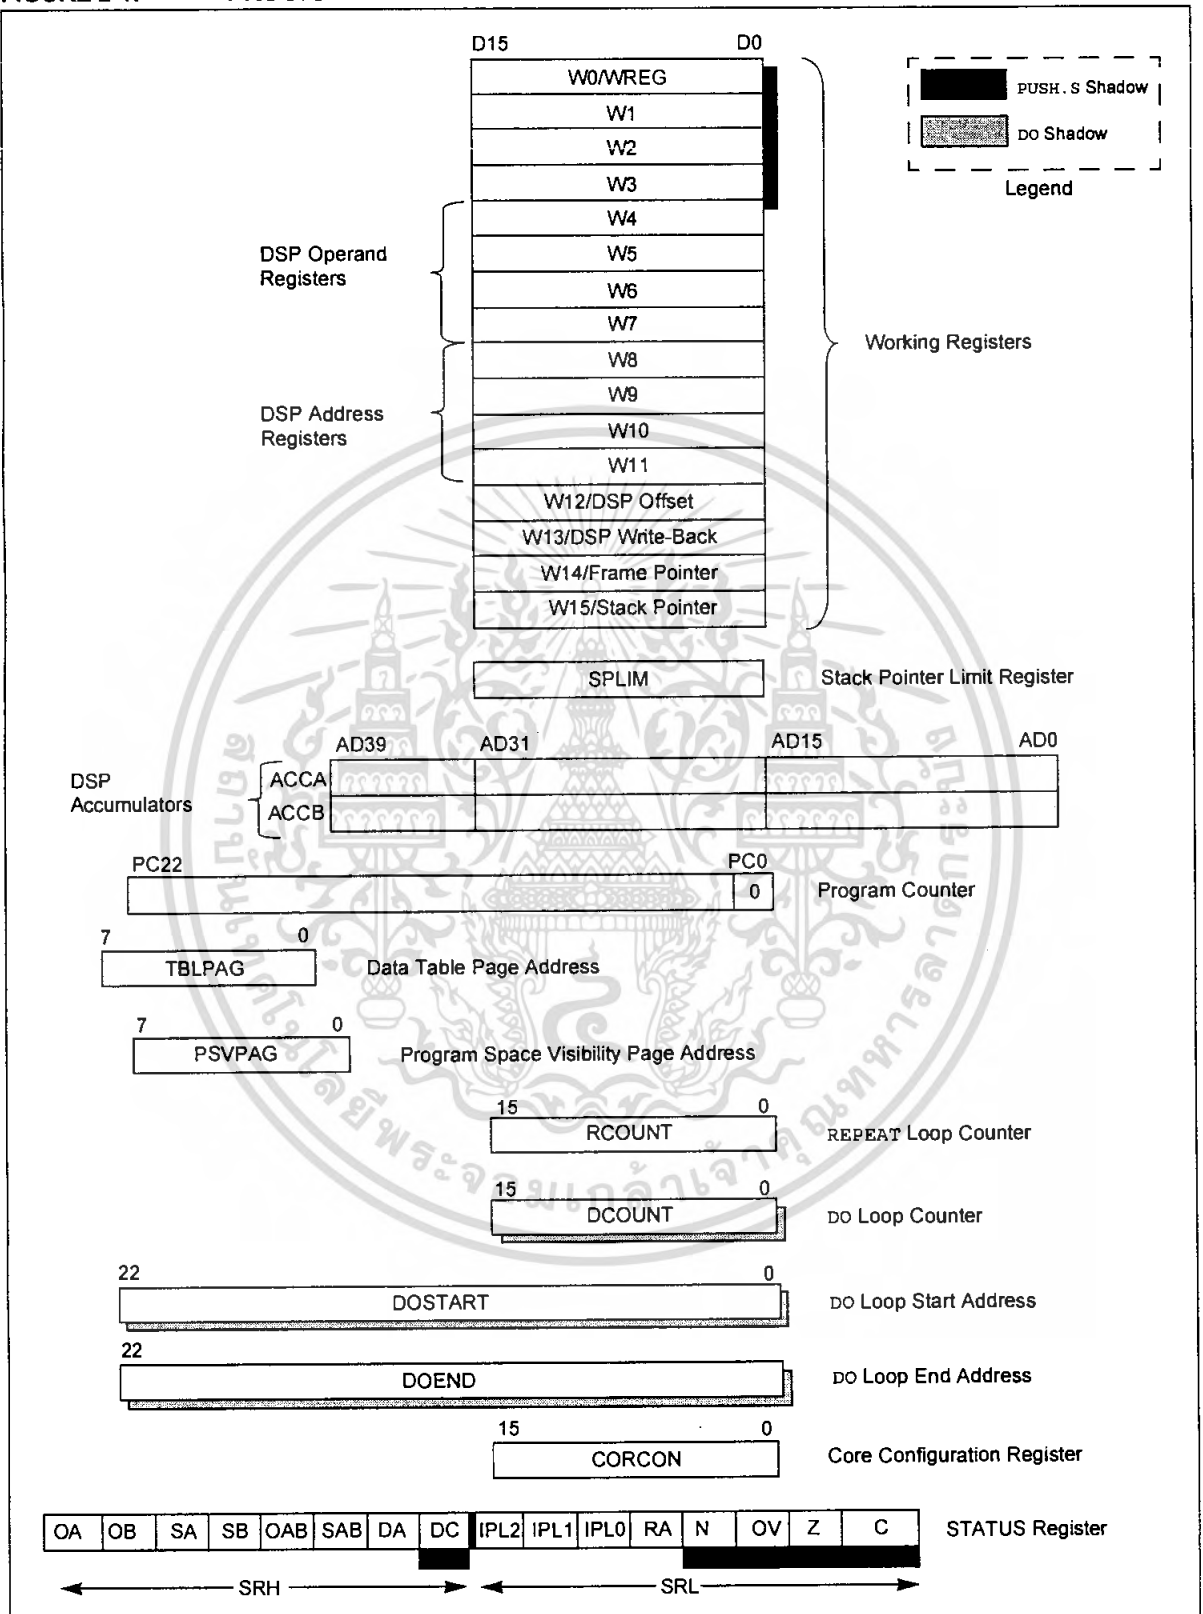 D15 D0
W0/WREG
PUSH.S Shadow
W1
DO Shadow
W2
W3
Legend
W4
DSP Operand
Registers
W5
W6
W7
Working Registers
W8
W9
DSP Address
Registers
W10
W11
W12/DSP Offset
W13/DSP Write-Back
W14/Frame Pointer
W15/Stack Pointer
SPLIM Stack Pointer Limit Register
AD39 AD31 AD15 AD0
DSP
Accumulators
ACCA
ACCB
PC22 PC0
0 Program Counter
7 0
TBLPAG Data Table Page Address
7 0
PSVPAG Program Space Visibility Page Address
15 0
RCOUNT REPEAT Loop Counter
15 0
DCOUNT DO Loop Counter
22 0
DOSTART DO Loop Start Address
22
DOEND DO Loop End Address
15 0
CORCON Core Configuration Register
OA OB SA SB OAB SAB DA DC IPL2 IPL1 IPL0 RA N OV Z C STATUS Register
SRH SRL